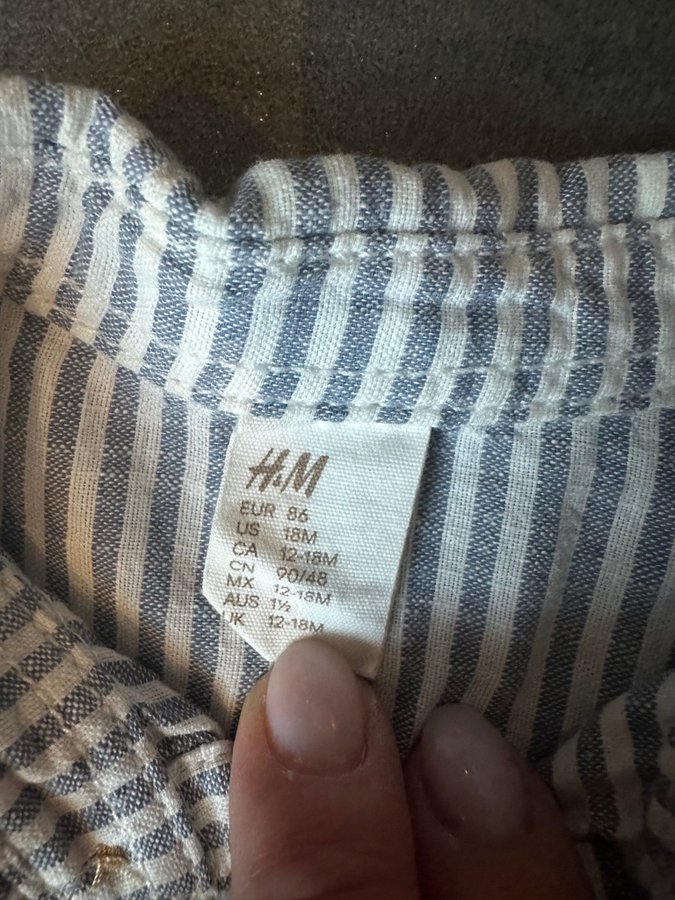 H&M
EUR 86
US 18M
CA 12-18M
CN 90/48
MX 12-18M
AUS 1½
UK 12-18M